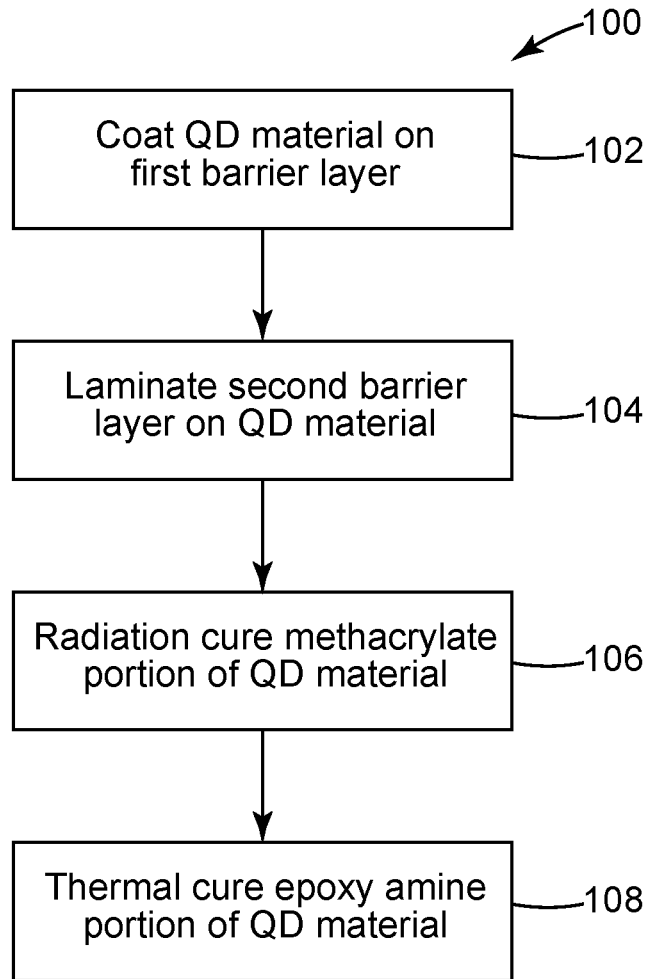 100
Coat QD material on
first barrier layer
102
Laminate second barrier
layer on QD material
104
Radiation cure methacrylate
portion of QD material
106
Thermal cure epoxy amine
portion of QD material
108